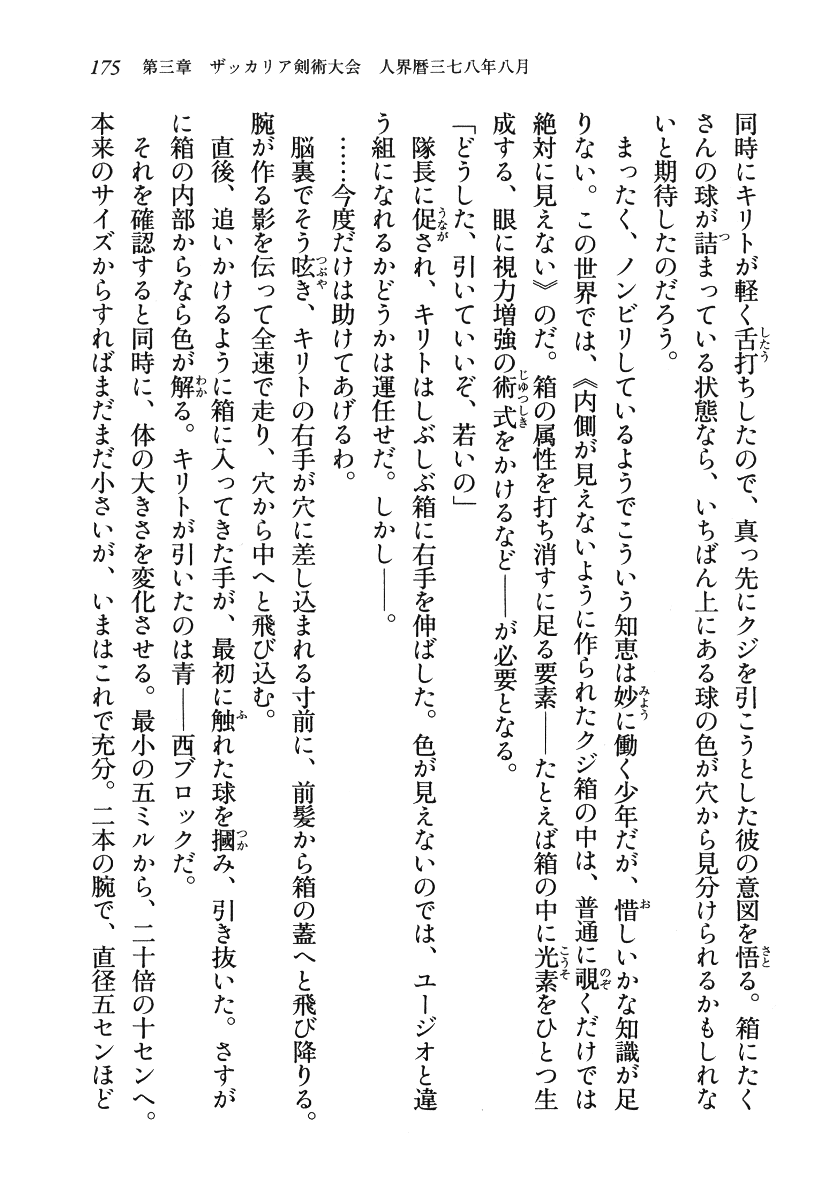 175　第三章　ザッカリア剣術大会　人界暦三七八年八月
同時にキリトが軽く舌打ちしたので、真っ先にクジを引こうとした彼の意図を悟る。箱にたく
さんの球が詰まっている状態なら、いちばん上にある球の色が穴から見分けられるかもしれな
いと期待したのだろう。
　まったく、ノンビリしているようでこういう知恵は妙に働く少年だが、惜しいかな知識が足
りない。この世界では、《内側が見えないように作られたクジ箱の中は、普通に覗くだけでは
絶対に見えない》のだ。箱の属性を打ち消すに足る要素――たとえば箱の中に光素をひとつ生
成する、眼に視力増強の術式をかけるなど――が必要となる。
「どうした、引いていいぞ、若いの」
　隊長に促され、キリトはしぶしぶ箱に右手を伸ばした。色が見えないのでは、ユージオと違
う組になれるかどうかは運任せだ。しかし――。
　……今度だけは助けてあげるわ。
　脳裏でそう呟き、キリトの右手が穴に差し込まれる寸前に、前髪から箱の蓋へと飛び降りる。
腕が作る影を伝って全速で走り、穴から中へと飛び込む。
　直後、追いかけるように箱に入ってきた手が、最初に触れた球を摑み、引き抜いた。さすが
に箱の内部からなら色が解る。キリトが引いたのは青――西ブロックだ。
　それを確認すると同時に、体の大きさを変化させる。最小の五ミルから、二十倍の十センへ。
本来のサイズからすればまだまだ小さいが、いまはこれで充分。二本の腕で、直径五センほど